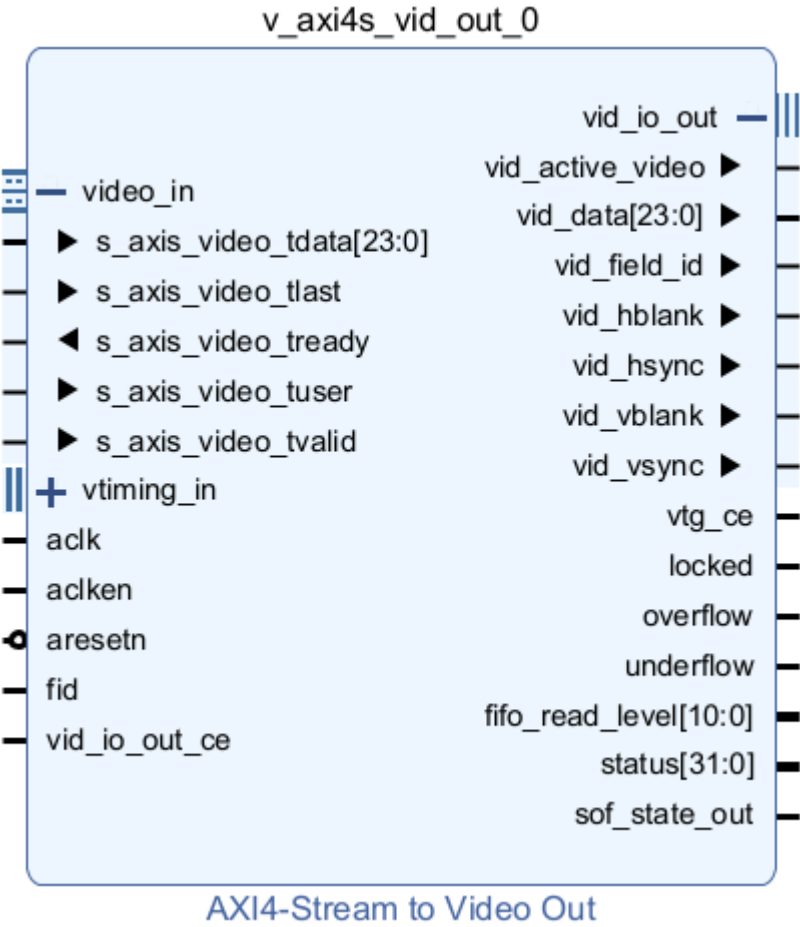 v_axi4s_vid_out_0
video_in
s_axis_video_tdata[23:0]
s_axis_video_tlast
s_axis_video_tready
s_axis_video_tuser
s_axis_video_tvalid
vtiming_in
aclk
aclken
aresetn
fid
vid_io_out_ce
vid_io_out
vid_active_video
vid_data[23:0]
vid_field_id
vid_hblank
vid_hsync
vid_vblank
vid_vsync
vtg_ce
locked
overflow
underflow
fifo_read_level[10:0]
status[31:0]
sof_state_out
AXI4-Stream to Video Out